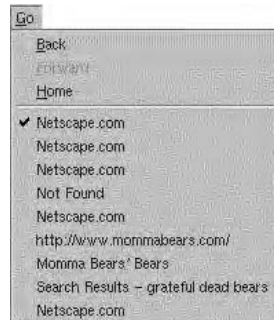 Go
Back
Forward
Home
Netscape.com
Netscape.com
Netscape.com
Not Found
Netscape.com
http://www.mommabears.com/
Momma Bears' Bears
Search Results – grateful dead bears
Netscape.com